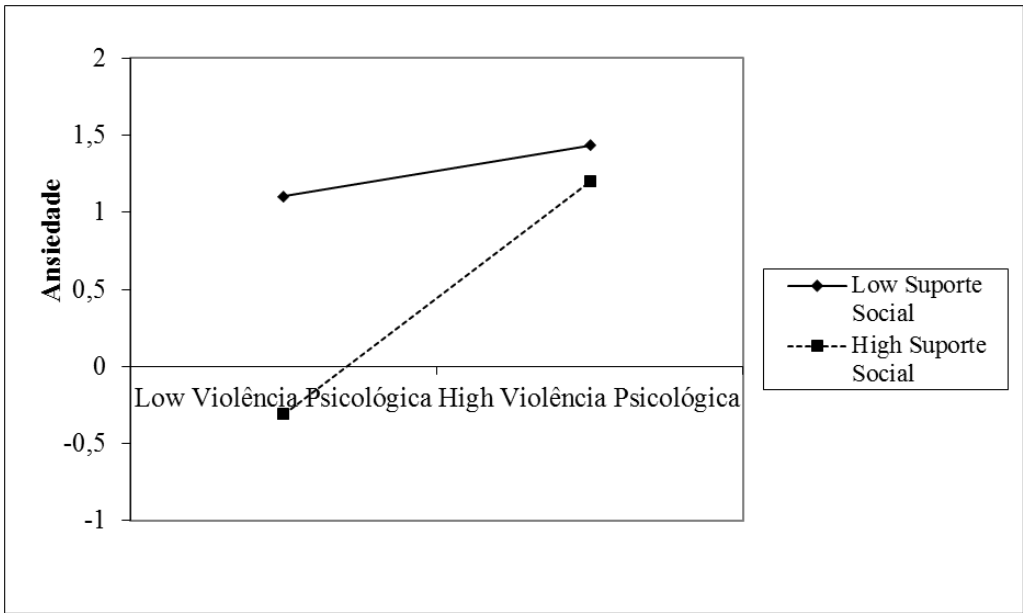 2
1,5
1
0,5
0
-0,5
-1
Ansiedade
Low Violência Psicológica High Violência Psicológica
Low Suporte
Social
High Suporte
Social